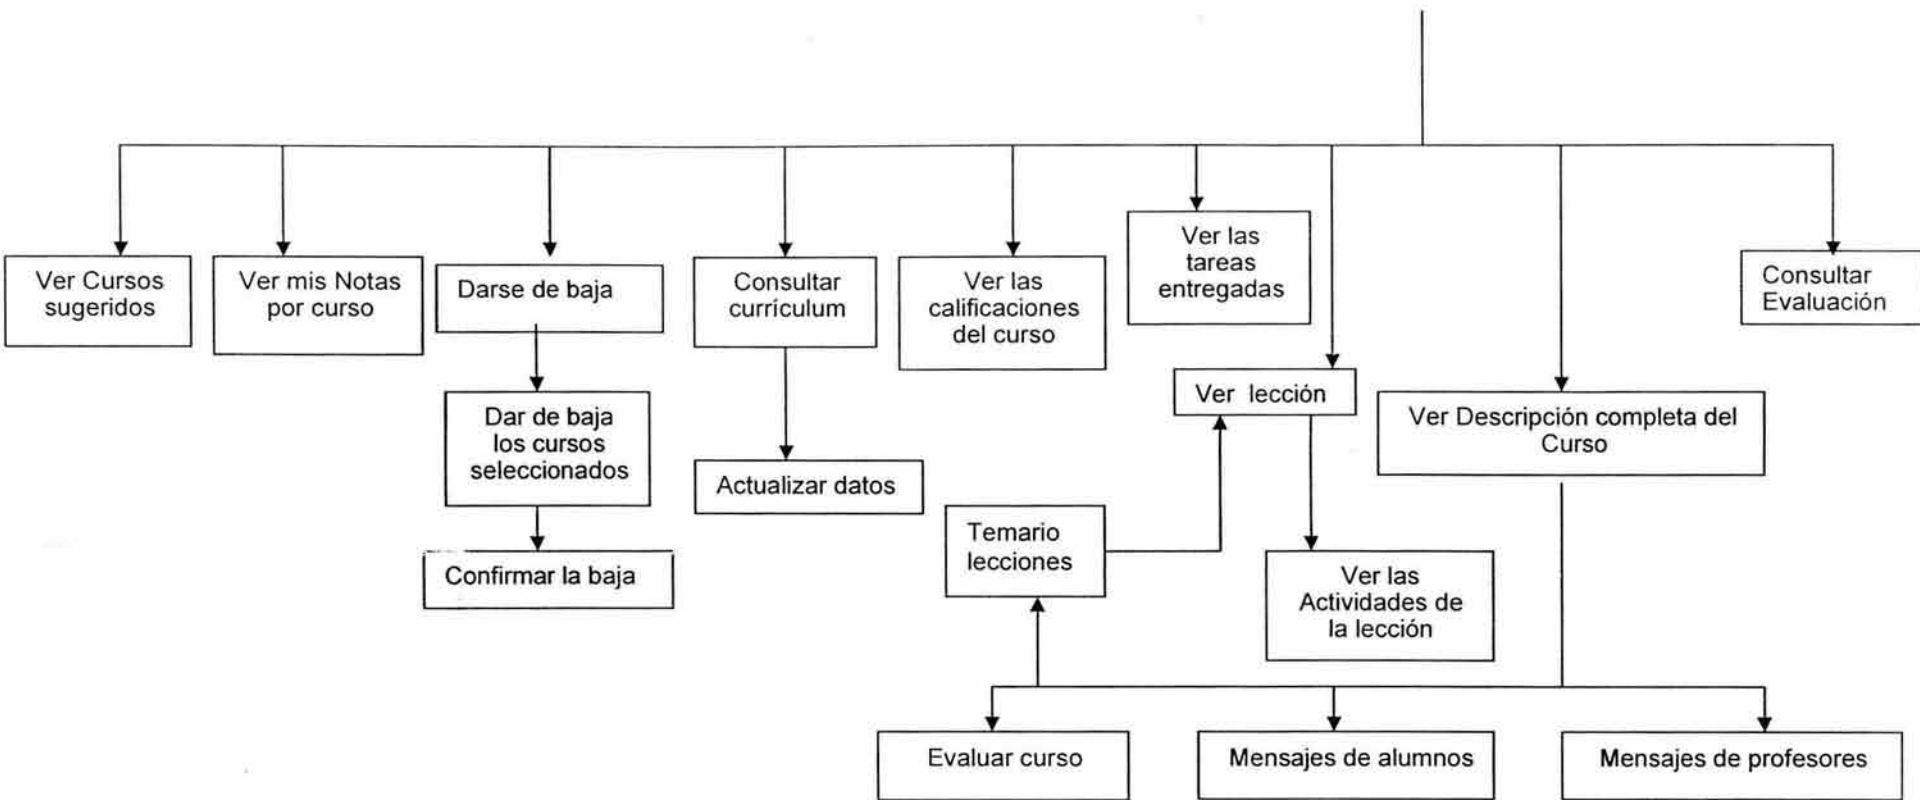 Ver Cursos
sugeridos
Ver mis Notas
por curso
Darse de baja
Consultar
currículum
Ver las
calificaciones
del curso
Ver las
tareas
entregadas
Consultar
Evaluación
Ver lección
Ver Descripción completa del
Curso
Dar de baja
los cursos
seleccionados
Actualizar datos
Temario
lecciones
Confirmar la baja
Ver las
Actividades de
la lección
Evaluar curso
Mensajes de alumnos
Mensajes de profesores